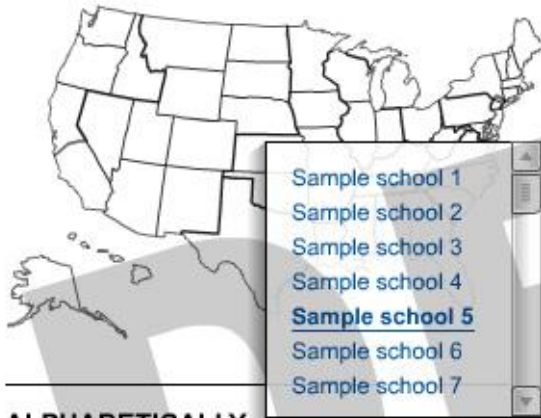 Sample school 1
Sample school 2
Sample school 3
Sample school 4
Sample school 5
Sample school 6
Sample school 7
ALPHABETICALLY